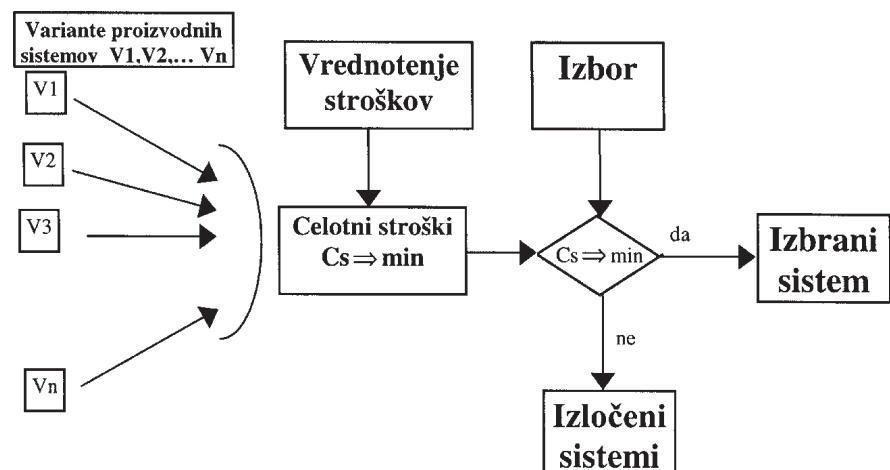 Variante proizvodnih
sistemov V1,V2,... Vn
V1
V2
V3
Vn
Vrednotenje
stroškov
Celotni stroški
Cs⇒min
Izbor
Cs⇒min
da
ne
Izbrani
sistem
Izločeni
sistemi